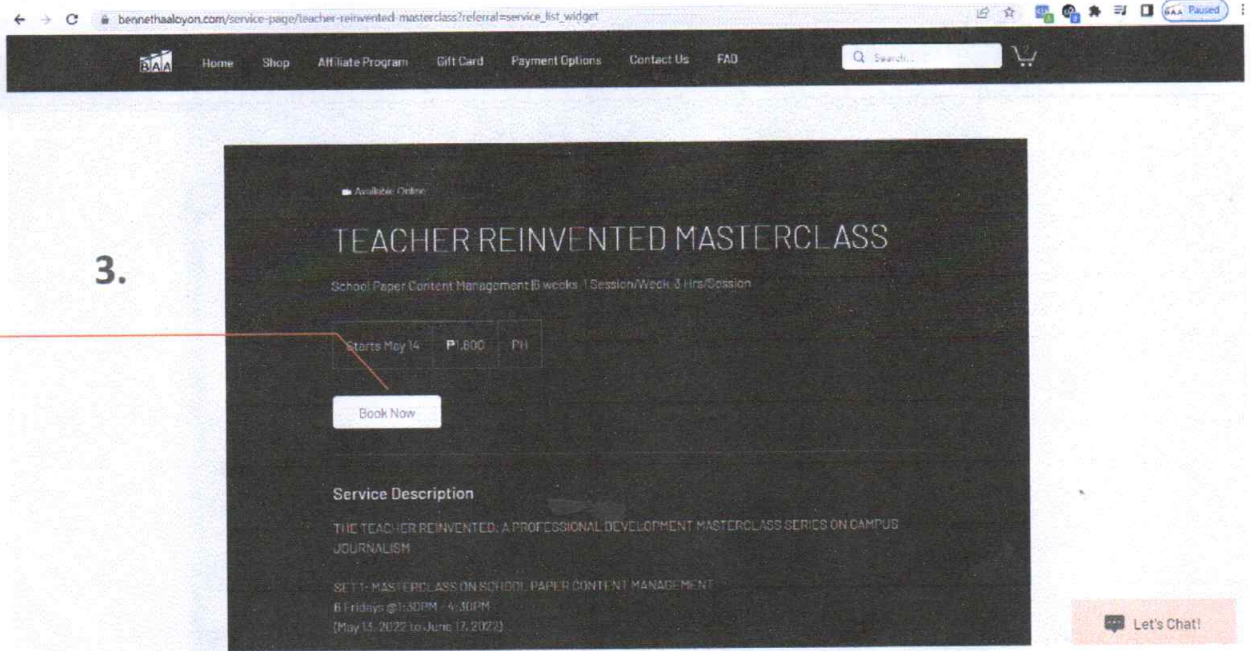 bennethaaloyon.com/service-page/teacher-reinvented-masterclass?referral=service_list_widget
BAA Paused
BAA Home Shop Affiliate Program Gift Card Payment Options Contact Us FAQ Search...
Available Online
TEACHER REINVENTED MASTERCLASS
3.
School Paper Content Management|6 weeks 1 Session/Week 3 Hrs/Session
Starts May 14 ₱1,800 PH
Book Now
Service Description
THE TEACHER REINVENTED: A PROFESSIONAL DEVELOPMENT MASTERCLASS SERIES ON CAMPUS
JOURNALISM
SET 1- MASTERCLASS ON SCHOOL PAPER CONTENT MANAGEMENT
6 Fridays @1:30PM - 4:30PM
(May 13, 2022 to June 17, 2022)
Let's Chat!